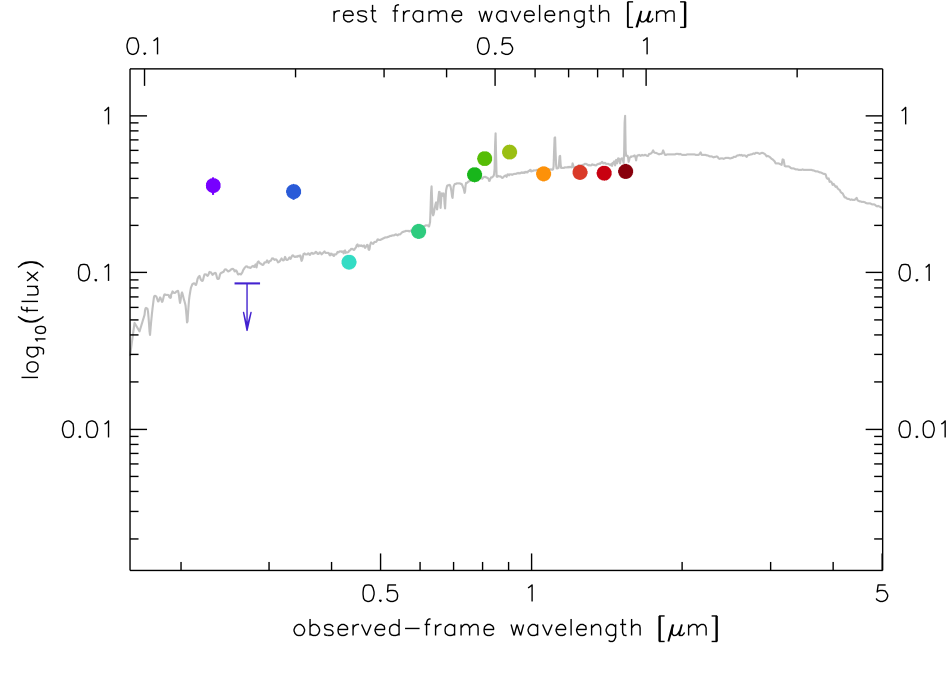 rest frame wavelength [μm]
0.1 0.5 1
1 1
0.1 0.1
0.01 0.01
log₁₀(flux)
0.5 1 5
observed-frame wavelength [μm]